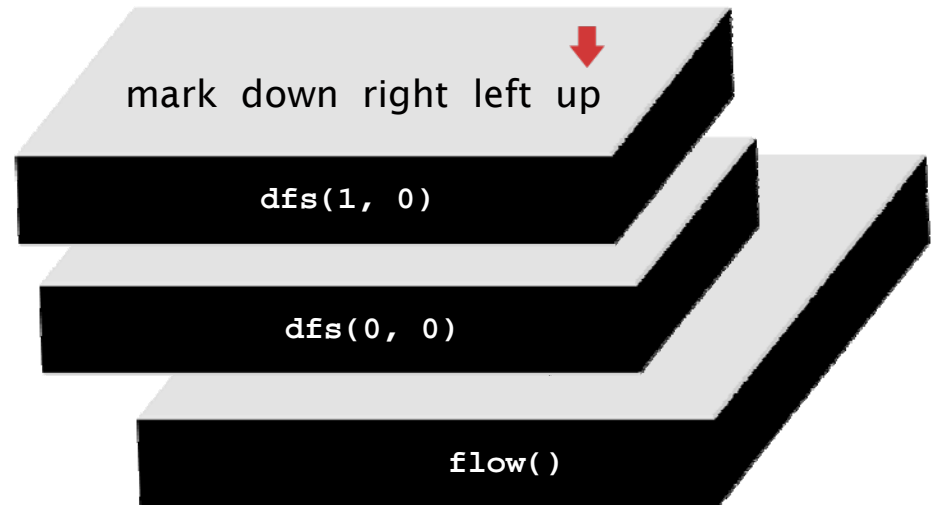 mark down right left up
dfs(1, 0)
dfs(0, 0)
flow()